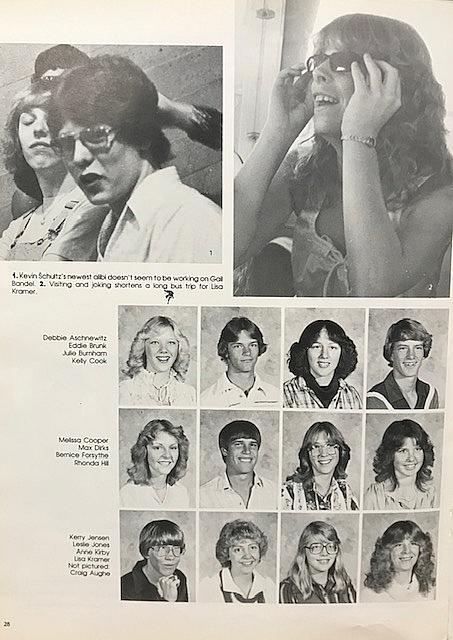 1
2
1. Kevin Schultz's newest alibi doesn't seem to be working on Gail
Bandel. 2. Visiting and joking shortens a long bus trip for Lisa
Kramer.
Debbie Aschnewitz
Eddie Brunk
Julie Burnham
Kelly Cook
Melissa Cooper
Max Dirks
Bernice Forsythe
Rhonda Hill
Kerry Jensen
Leslie Jones
Anne Kirby
Lisa Kramer
Not pictured:
Craig Aughe
28